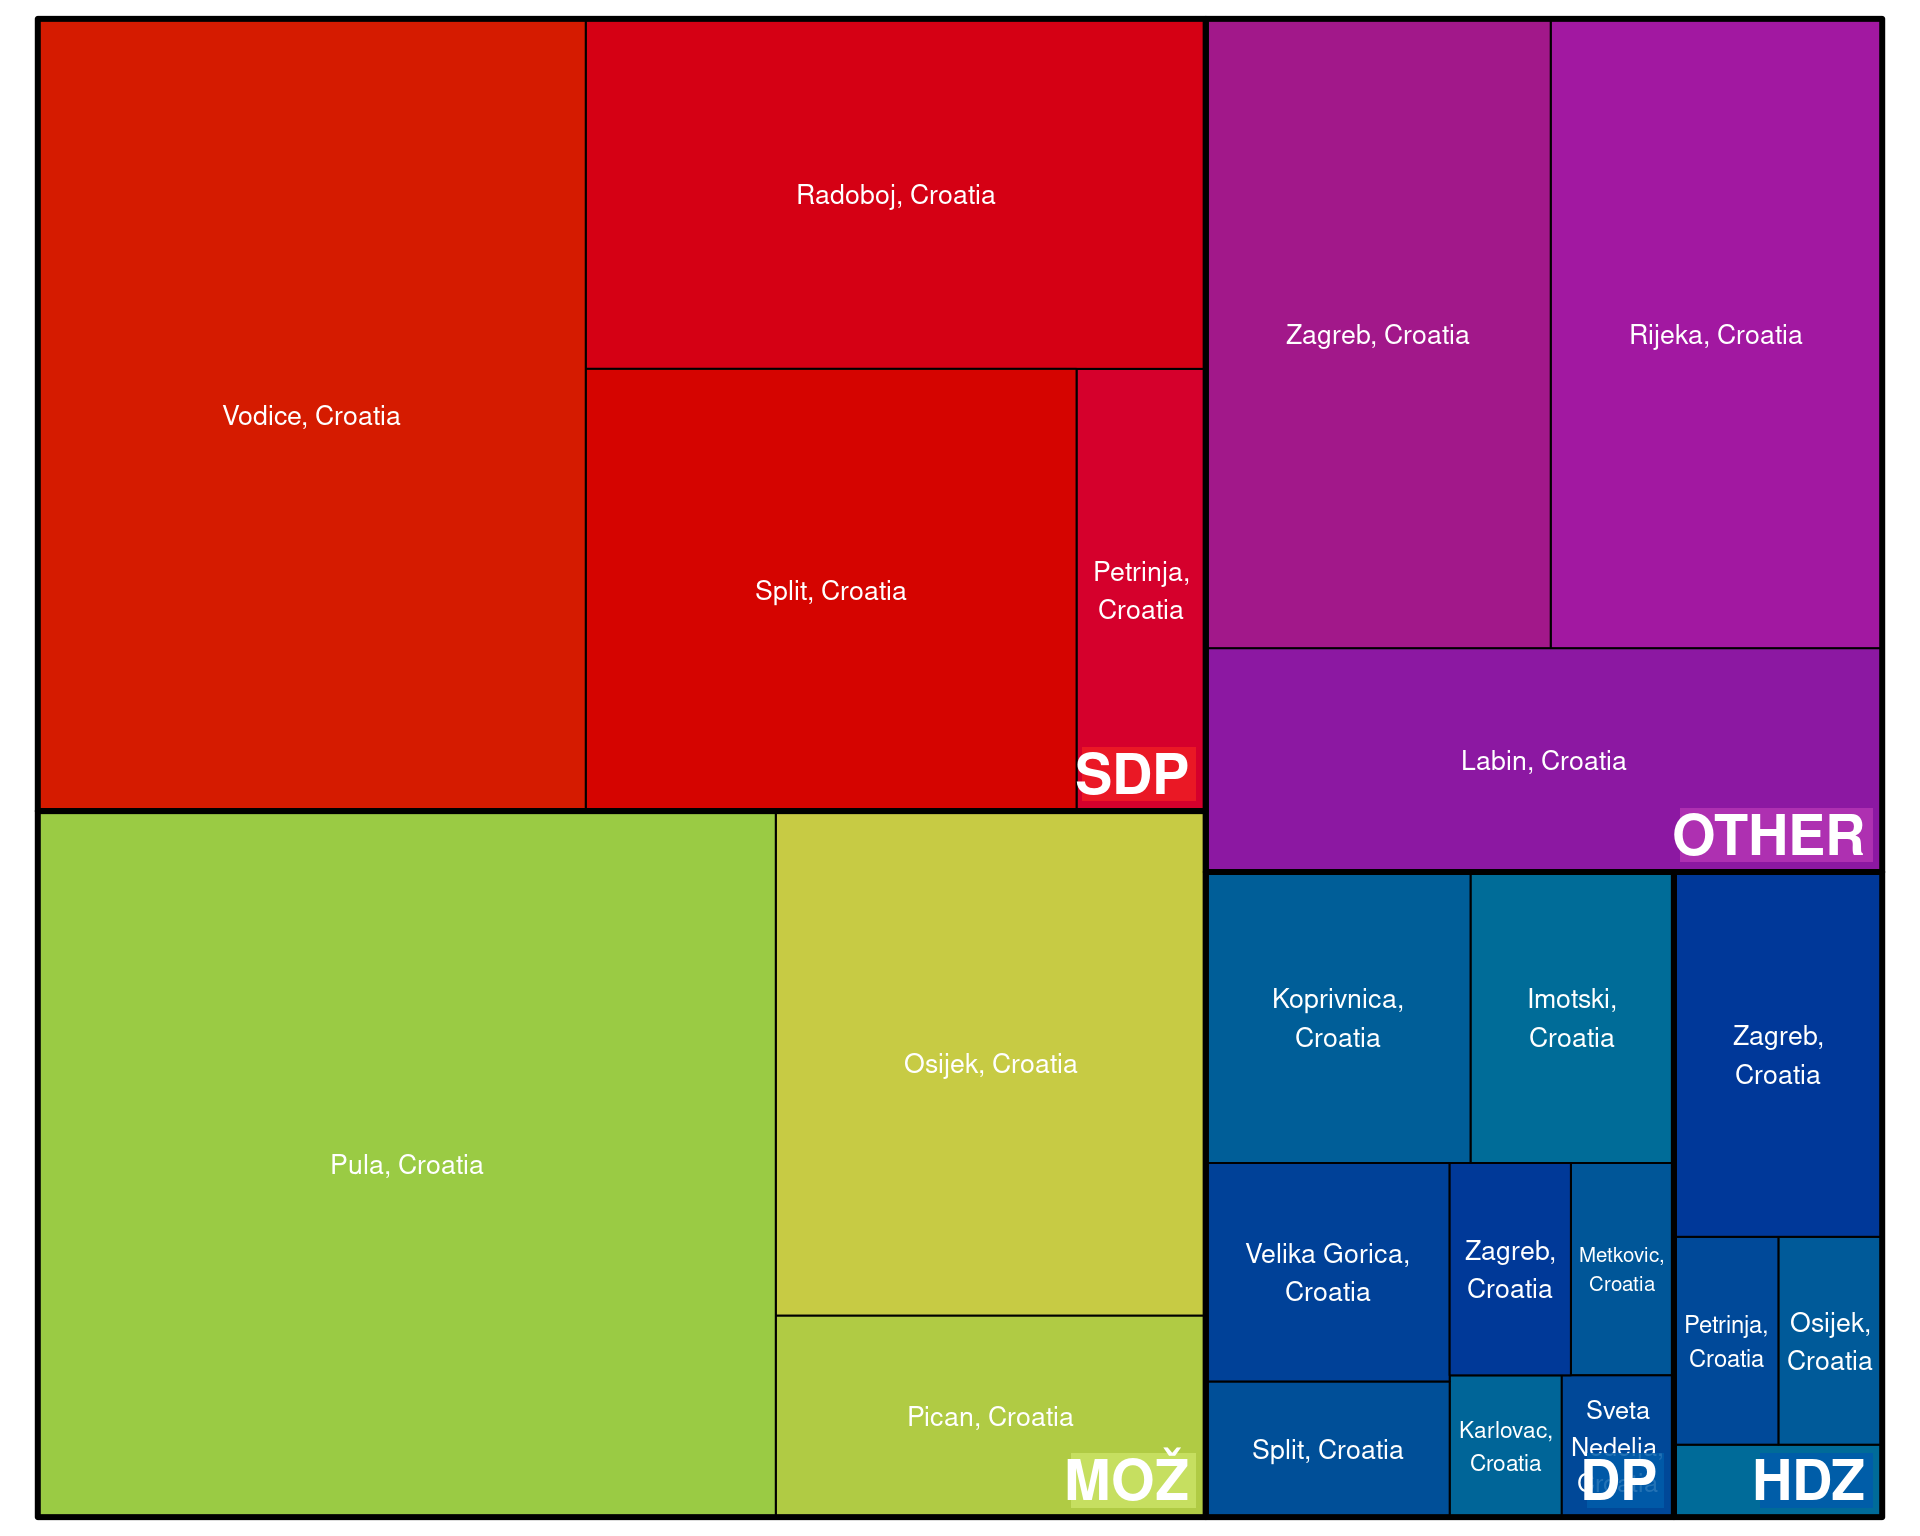 Vodice, Croatia
Radoboj, Croatia
Split, Croatia
Petrinja,
Croatia
SDP
Zagreb, Croatia
Rijeka, Croatia
Labin, Croatia
OTHER
Pula, Croatia
Osijek, Croatia
Pican, Croatia
MOŽ
Koprivnica,
Croatia
Imotski,
Croatia
Velika Gorica,
Croatia
Zagreb,
Croatia
Metkovic,
Croatia
Split, Croatia
Karlovac,
Croatia
Sveta
Nedelja,
Croatia
DP
Zagreb,
Croatia
Petrinja,
Croatia
Osijek,
Croatia
HDZ